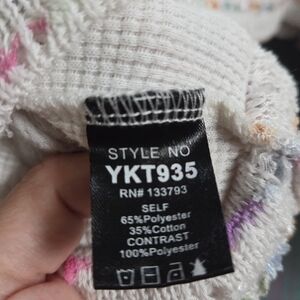 STYLE NO
YKT935
RN# 133793
SELF
65%Polyester
35%Cotton
CONTRAST
100%Polyester